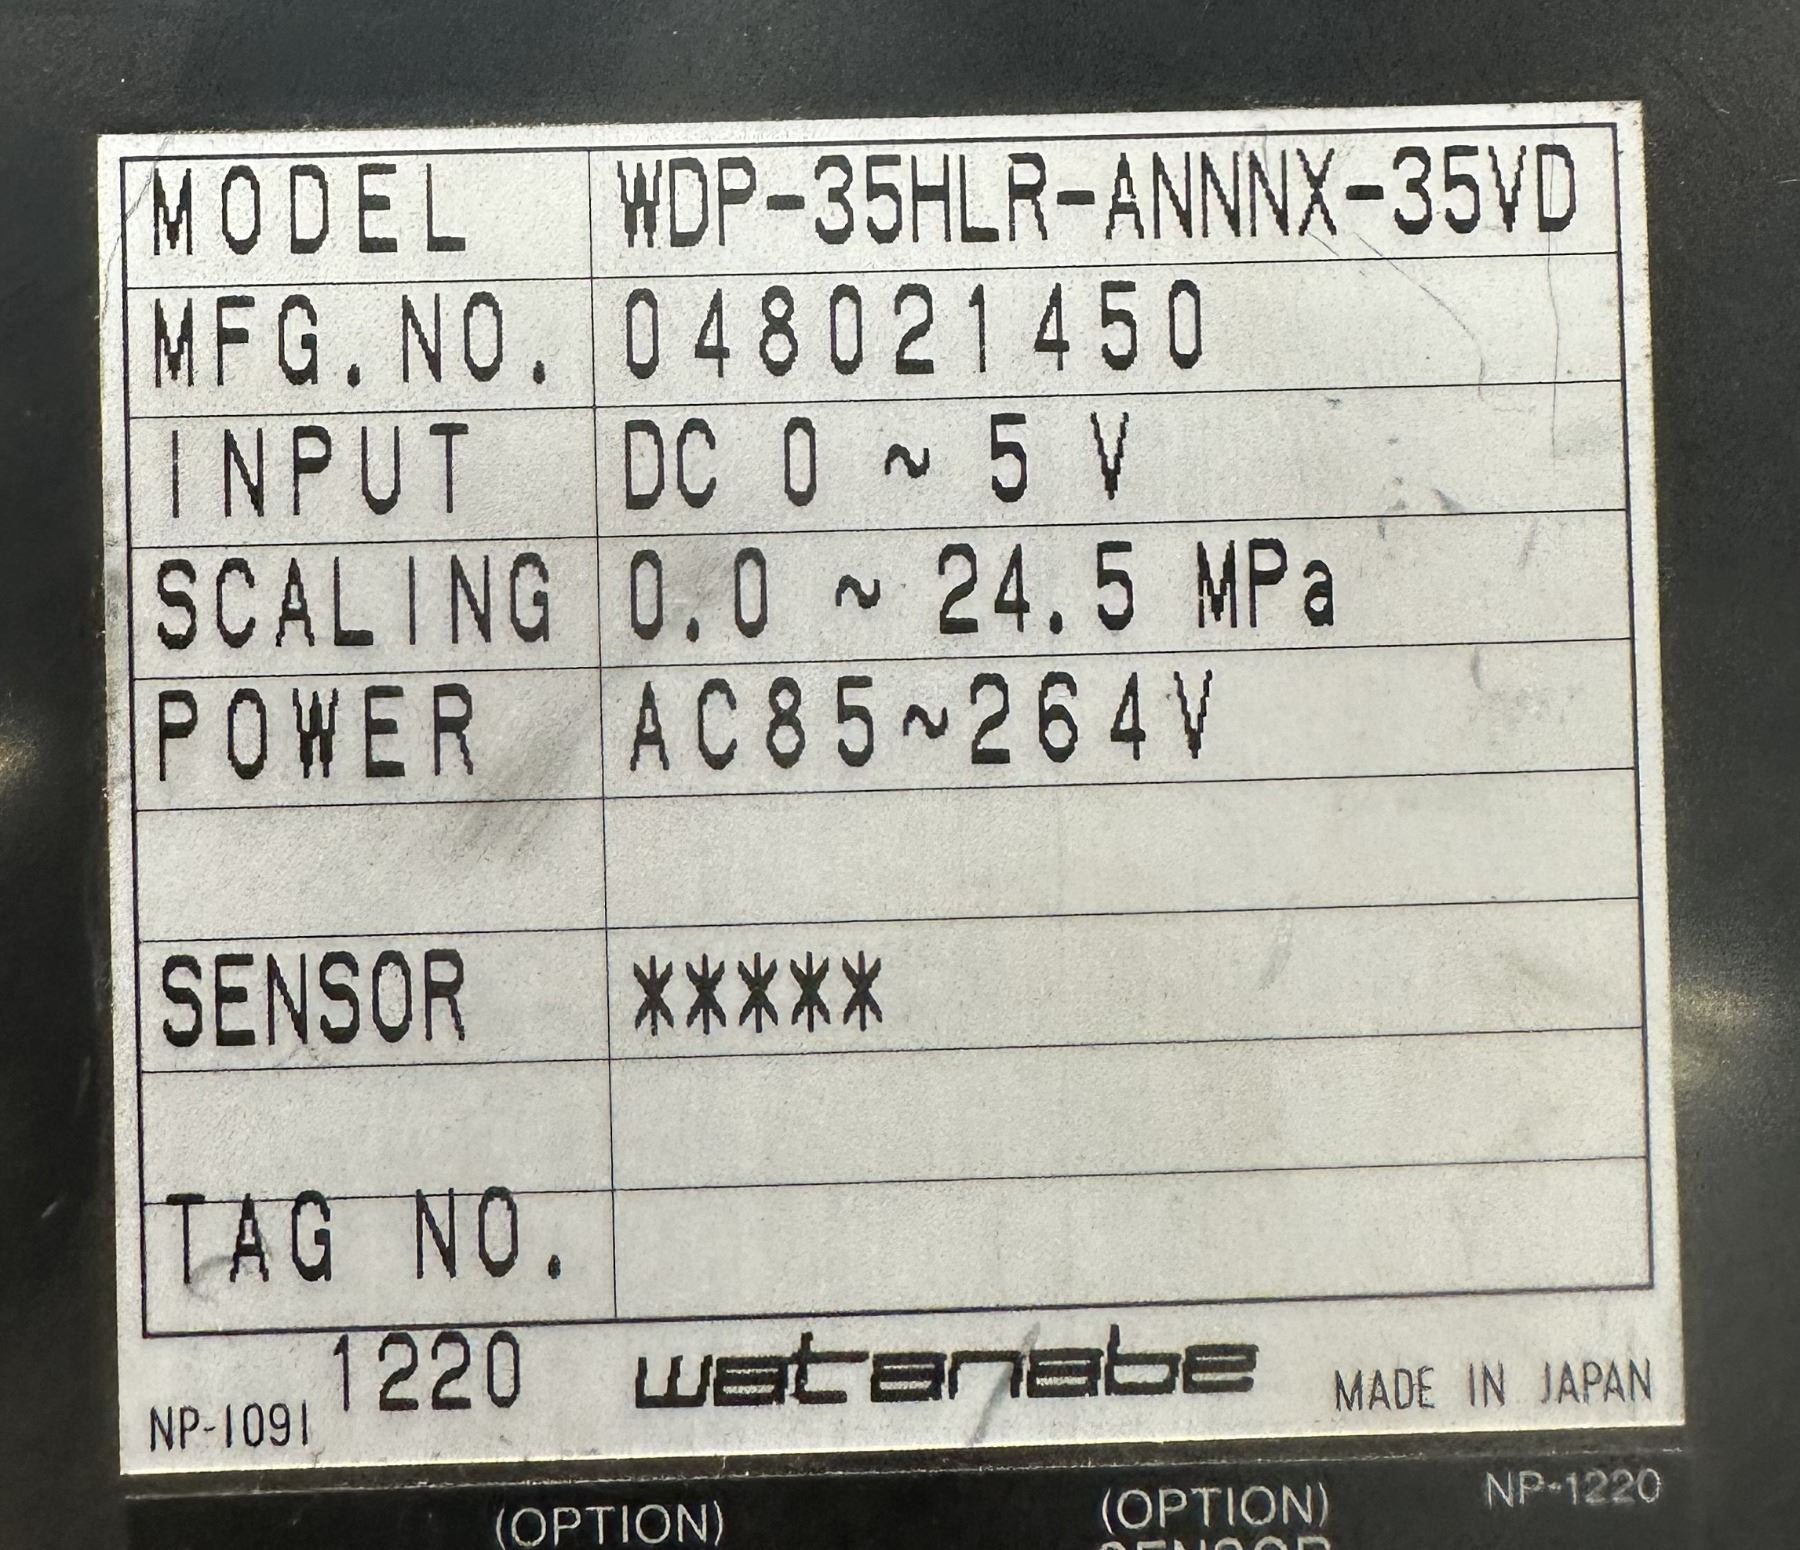 MODEL WDP-35HLR-ANNNX-35VD
MFG.NO. 048021450
INPUT DC 0 ~ 5 V
SCALING 0.0 ~ 24.5 MPa
POWER AC85~264V
SENSOR *****
TAG NO.
NP-1091 1220 watanabe MADE IN JAPAN
NP-1220
(OPTION) (OPTION)
SENSOR